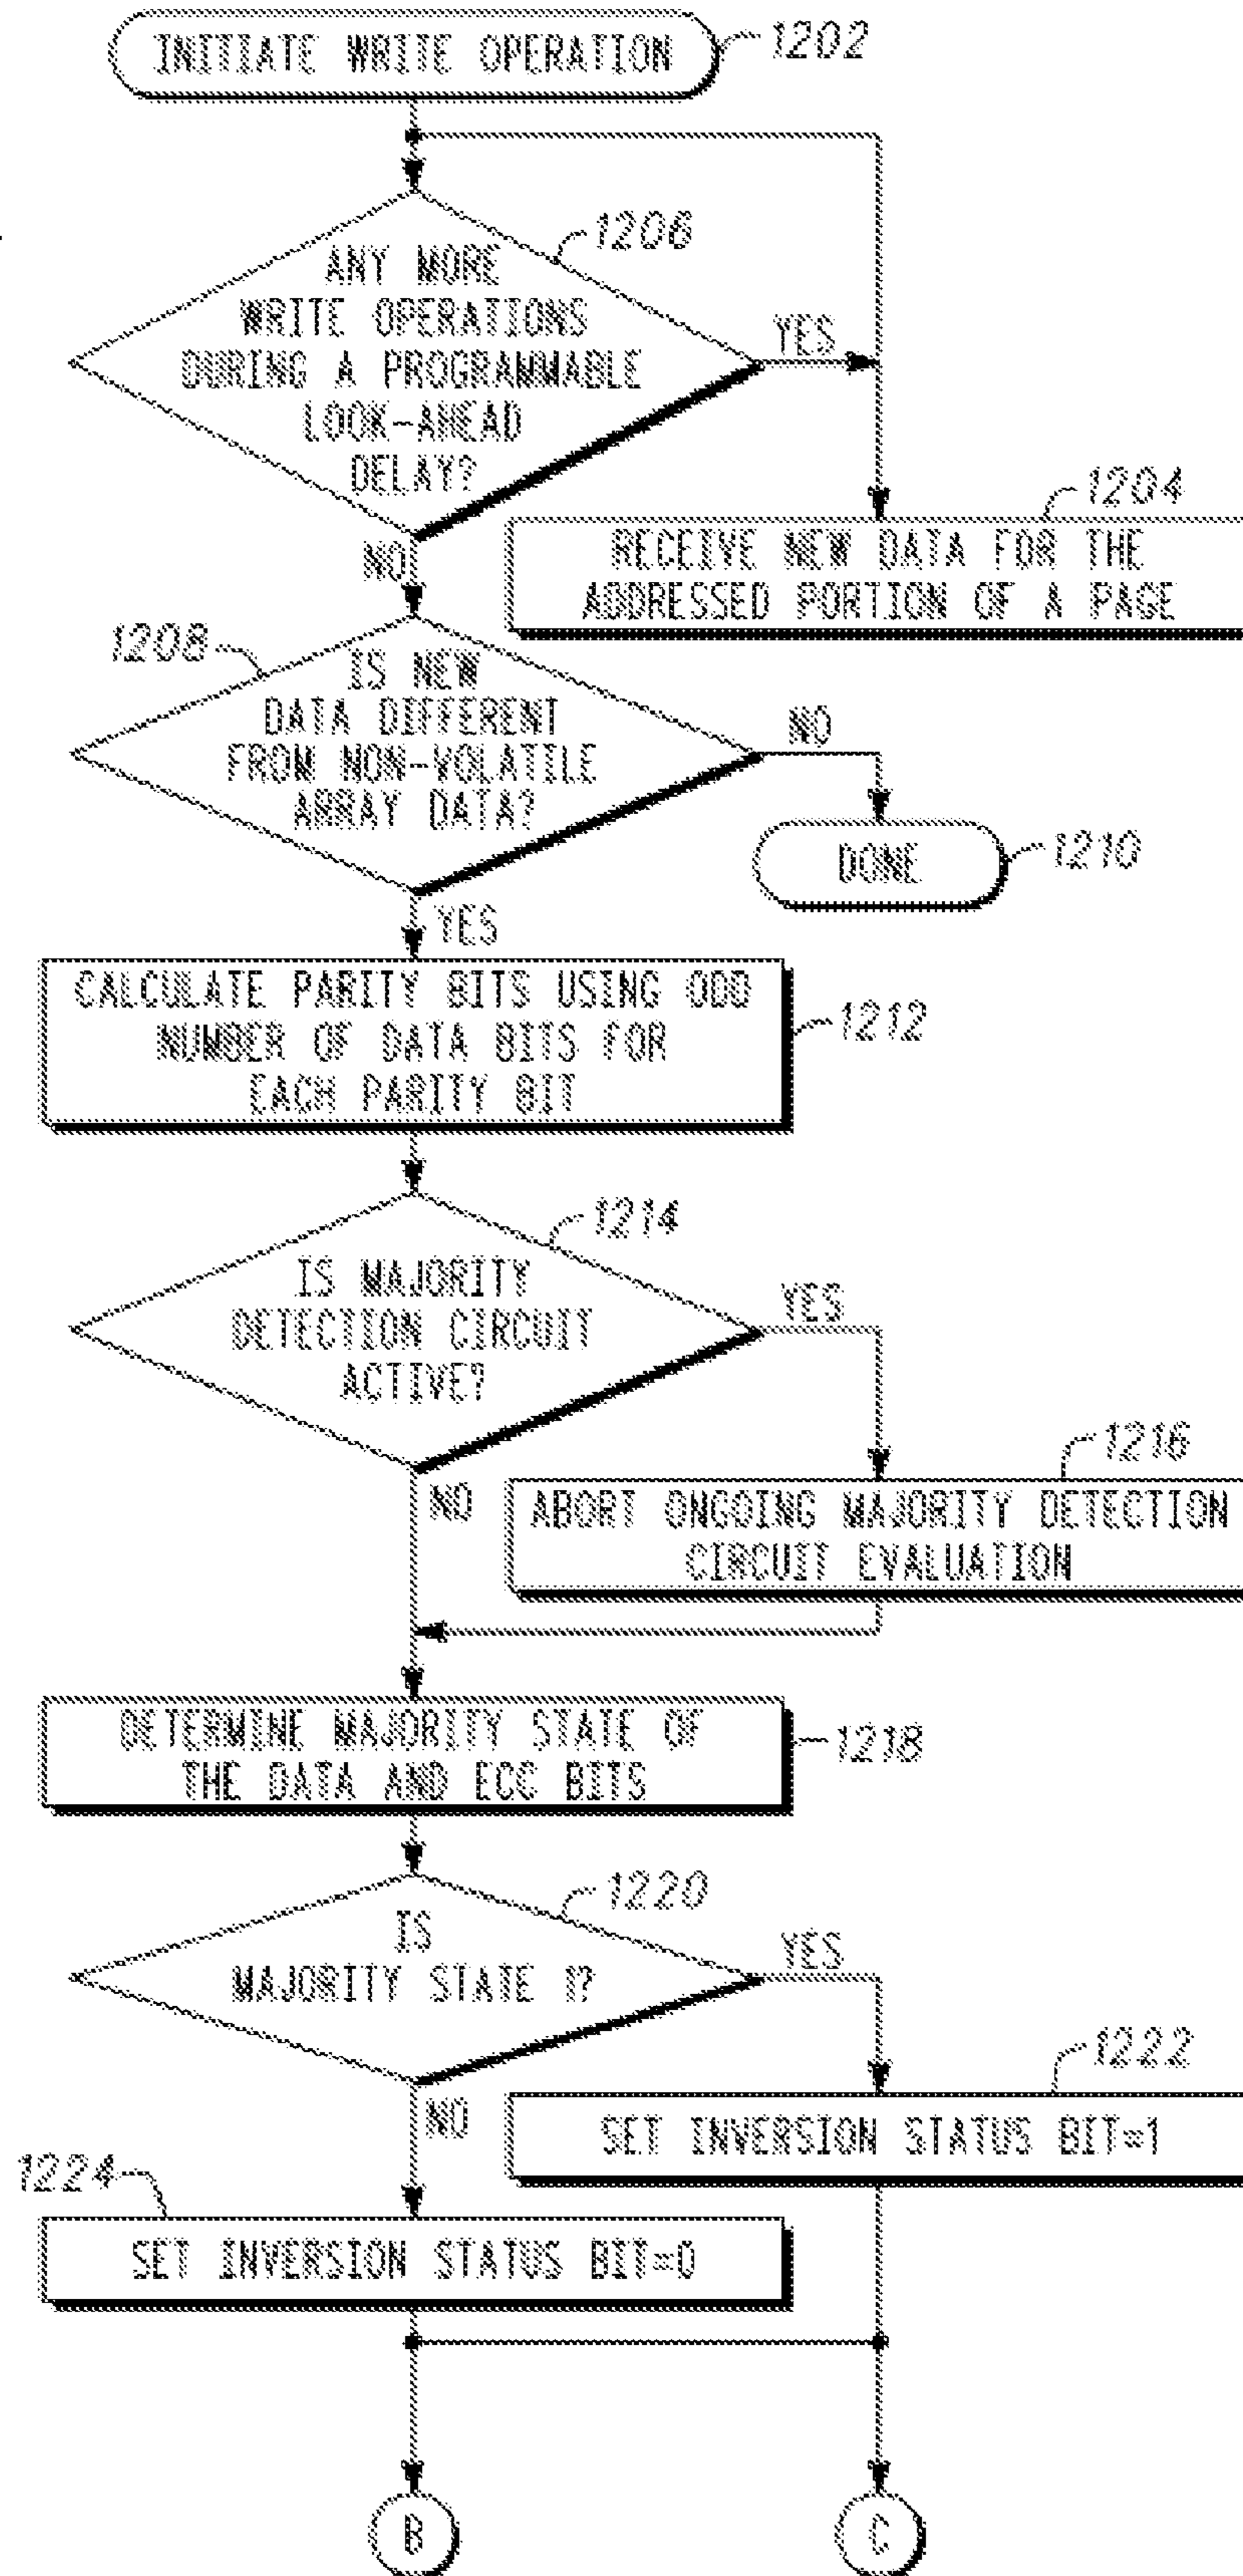 INITIATE WRITE OPERATION
1202
1206
ANY MORE
WRITE OPERATIONS
DURING A PROGRAMMABLE
LOOK-AHEAD
DELAY?
YES
NO
1204
RECEIVE NEW DATA FOR THE
ADDRESSED PORTION OF A PAGE
1208
IS NEW
DATA DIFFERENT
FROM NON-VOLATILE
ARRAY DATA?
NO
DONE
1210
YES
CALCULATE PARITY BITS USING ODD
NUMBER OF DATA BITS FOR
EACH PARITY BIT
1212
1214
IS MAJORITY
DETECTION CIRCUIT
ACTIVE?
YES
NO
1216
ABORT ONGOING MAJORITY DETECTION
CIRCUIT EVALUATION
DETERMINE MAJORITY STATE OF
THE DATA AND ECC BITS
1218
1220
IS
MAJORITY STATE 1?
YES
NO
1222
SET INVERSION STATUS BIT=1
1224
SET INVERSION STATUS BIT=0
B
C